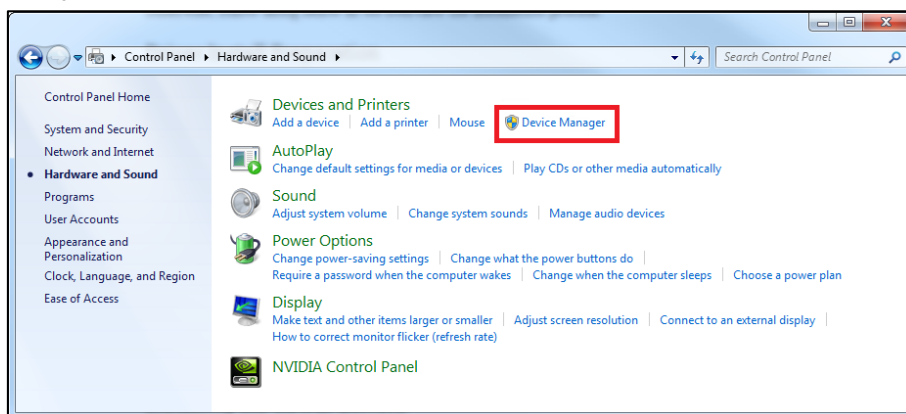 Control Panel Hardware and Sound
Search Control Panel
Control Panel Home
System and Security
Network and Internet
Hardware and Sound
Programs
User Accounts
Appearance and
Personalization
Clock, Language, and Region
Ease of Access
Devices and Printers
Add a device Add a printer Mouse Device Manager
AutoPlay
Change default settings for media or devices Play CDs or other media automatically
Sound
Adjust system volume Change system sounds Manage audio devices
Power Options
Change power-saving settings Change what the power buttons do
Require a password when the computer wakes Change when the computer sleeps Choose a power plan
Display
Make text and other items larger or smaller Adjust screen resolution Connect to an external display
How to correct monitor flicker (refresh rate)
NVIDIA Control Panel